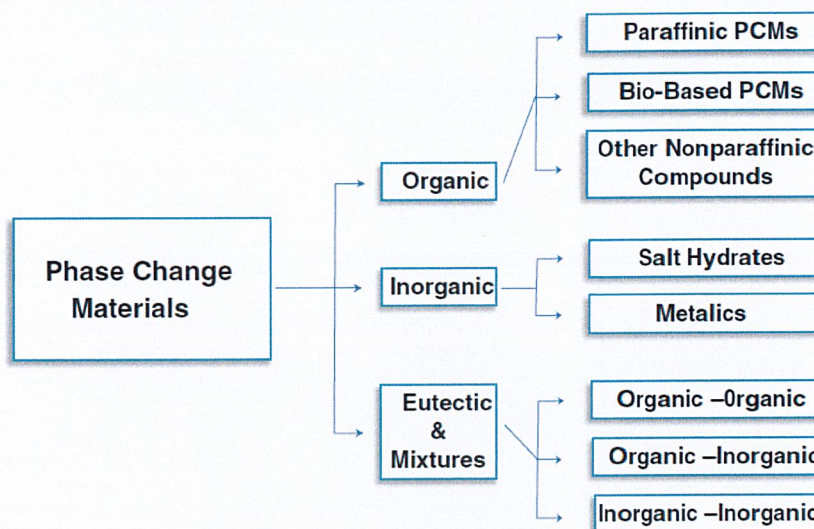 Phase Change
Materials
Organic
Inorganic
Eutectic
&
Mixtures
Paraffinic PCMs
Bio-Based PCMs
Other Nonparaffinic
Compounds
Salt Hydrates
Metalics
Organic –0rganic
Organic –Inorganic
Inorganic –Inorganic